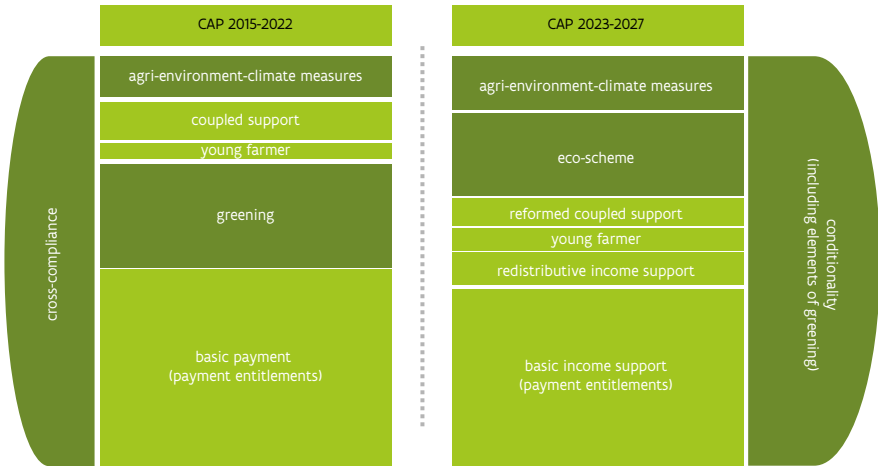 CAP 2015-2022
cross-compliance
agri-environment-climate measures
coupled support
young farmer
greening
basic payment
(payment entitlements)
CAP 2023-2027
agri-environment-climate measures
eco-scheme
reformed coupled support
young farmer
redistributive income support
basic income support
(payment entitlements)
conditionality
(including elements of greening)